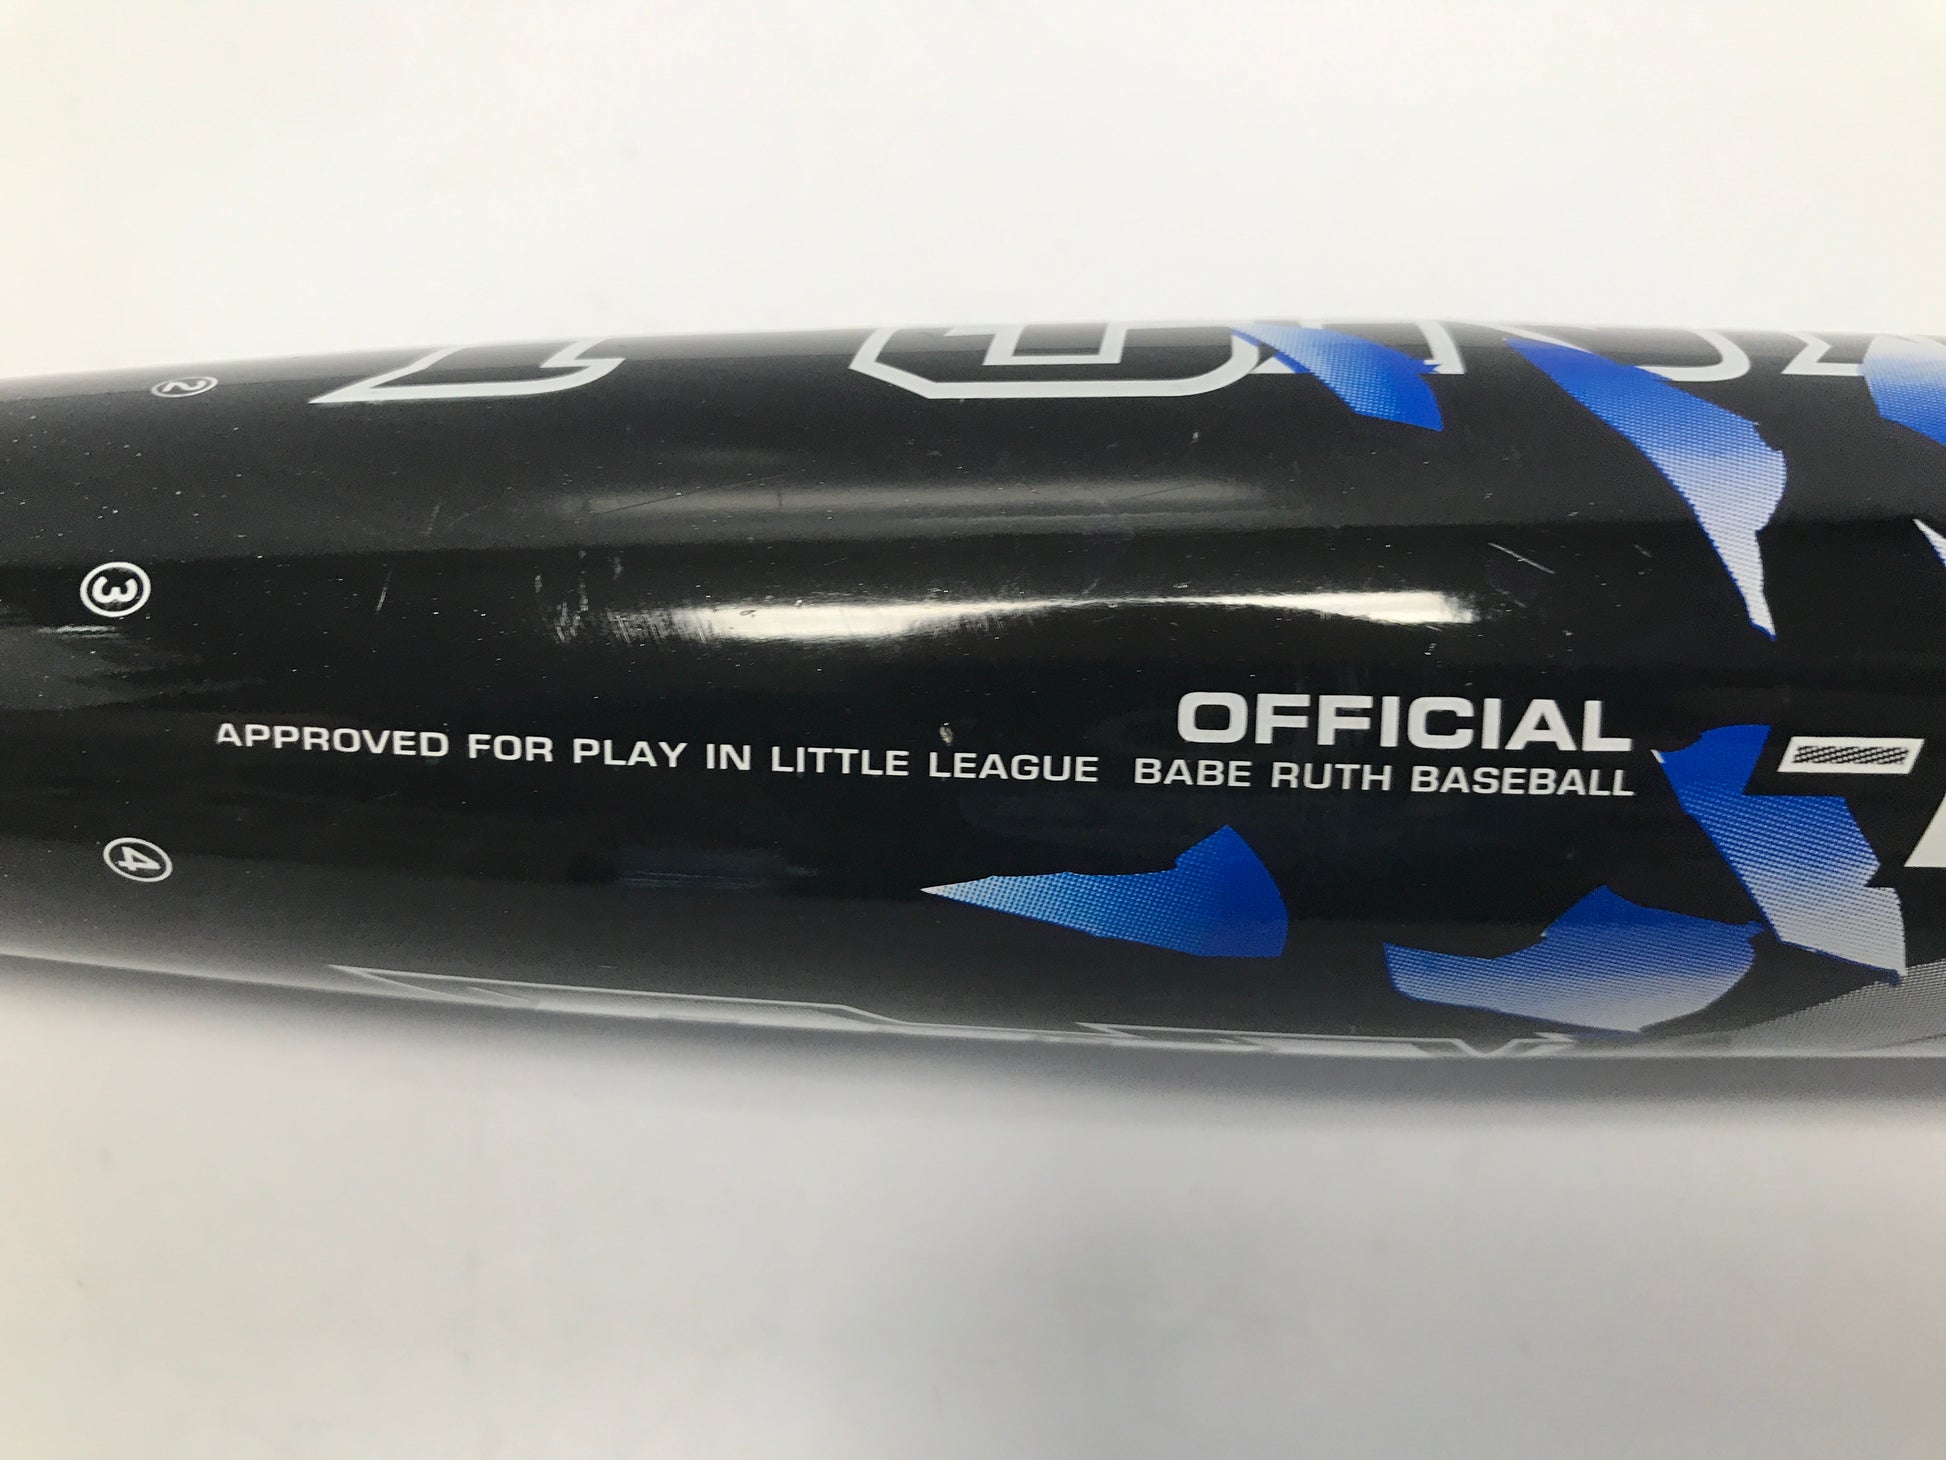 2
3
APPROVED FOR PLAY IN LITTLE LEAGUE
OFFICIAL
BABE RUTH BASEBALL
4